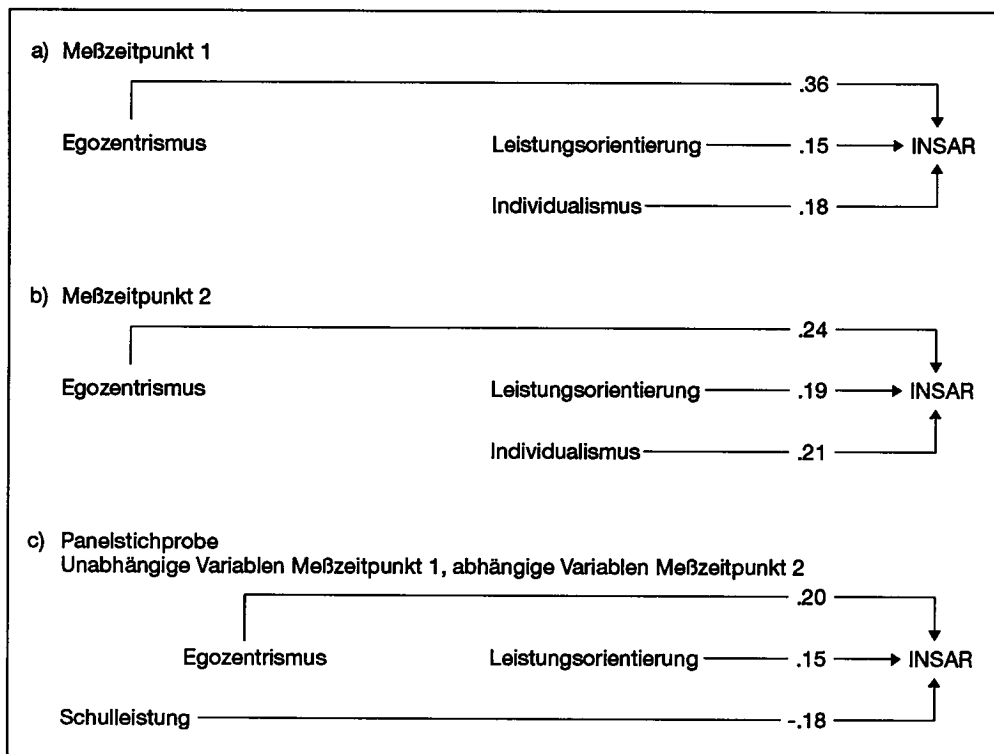 a) Meßzeitpunkt 1
.36
Egozentrismus
Leistungsorientierung .15 INSAR
Individualismus .18
b) Meßzeitpunkt 2
.24
Egozentrismus
Leistungsorientierung .19 INSAR
Individualismus .21
c) Panelstichprobe
Unabhängige Variablen Meßzeitpunkt 1, abhängige Variablen Meßzeitpunkt 2
.20
Egozentrismus Leistungsorientierung .15 INSAR
Schulleistung -.18